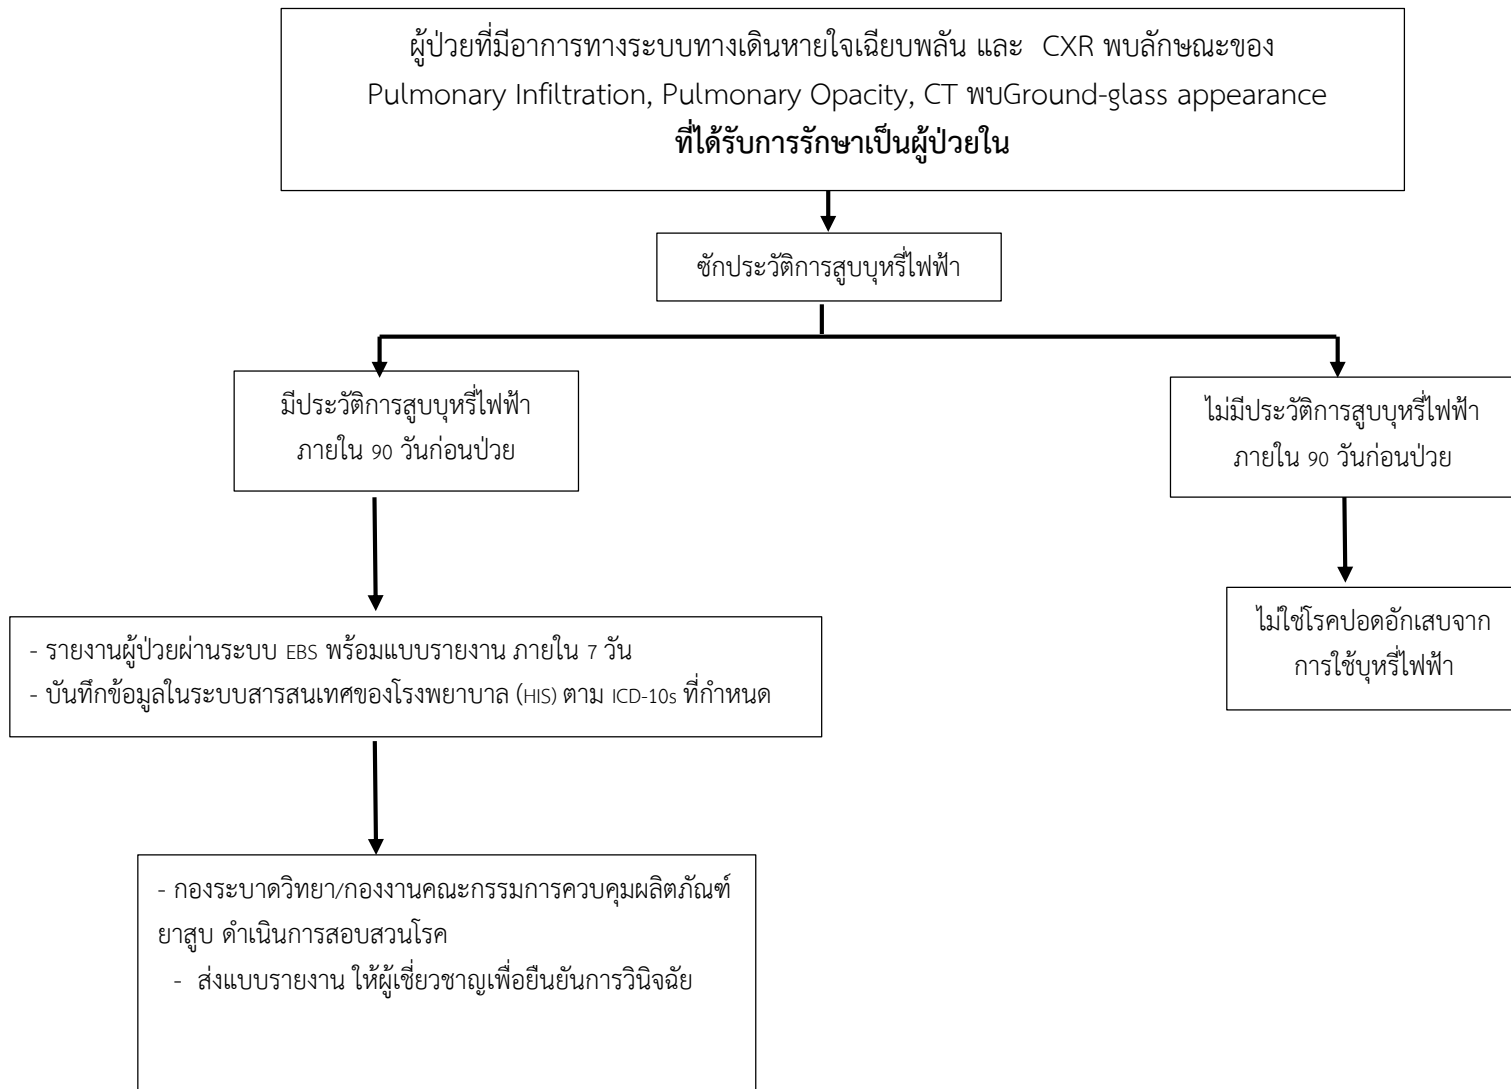 ผู้ป่วยที่มีอาการทางระบบทางเดินหายใจเฉียบพลัน และ CXR พบลักษณะของ
Pulmonary Infiltration, Pulmonary Opacity, CT พบGround-glass appearance
ที่ได้รับการรักษาเป็นผู้ป่วยใน
ซักประวัติการสูบบุหรี่ไฟฟ้า
มีประวัติการสูบบุหรี่ไฟฟ้า
ภายใน 90 วันก่อนป่วย
ไม่มีประวัติการสูบบุหรี่ไฟฟ้า
ภายใน 90 วันก่อนป่วย
- รายงานผู้ป่วยผ่านระบบ EBS พร้อมแบบรายงาน ภายใน 7 วัน
- บันทึกข้อมูลในระบบสารสนเทศของโรงพยาบาล (HIS) ตาม ICD-10s ที่กำหนด
ไม่ใช่โรคปอดอักเสบจาก
การใช้บุหรี่ไฟฟ้า
- กองระบาดวิทยา/กองงานคณะกรรมการควบคุมผลิตภัณฑ์
ยาสูบ ดำเนินการสอบสวนโรค
- ส่งแบบรายงาน ให้ผู้เชี่ยวชาญเพื่อยืนยันการวินิจฉัย